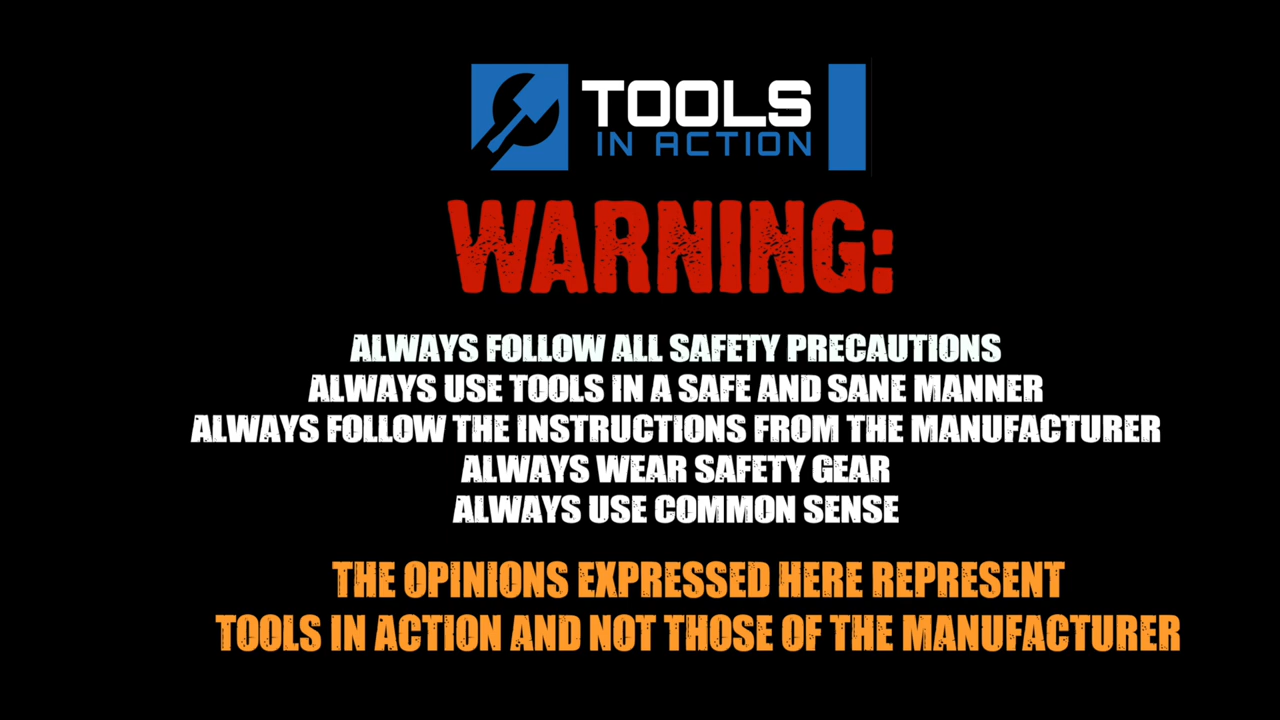 TOOLS
IN ACTION
WARNING:
ALWAYS FOLLOW ALL SAFETY PRECAUTIONS
ALWAYS USE TOOLS IN A SAFE AND SANE MANNER
ALWAYS FOLLOW THE INSTRUCTIONS FROM THE MANUFACTURER
ALWAYS WEAR SAFETY GEAR
ALWAYS USE COMMON SENSE
THE OPINIONS EXPRESSED HERE REPRESENT
TOOLS IN ACTION AND NOT THOSE OF THE MANUFACTURER